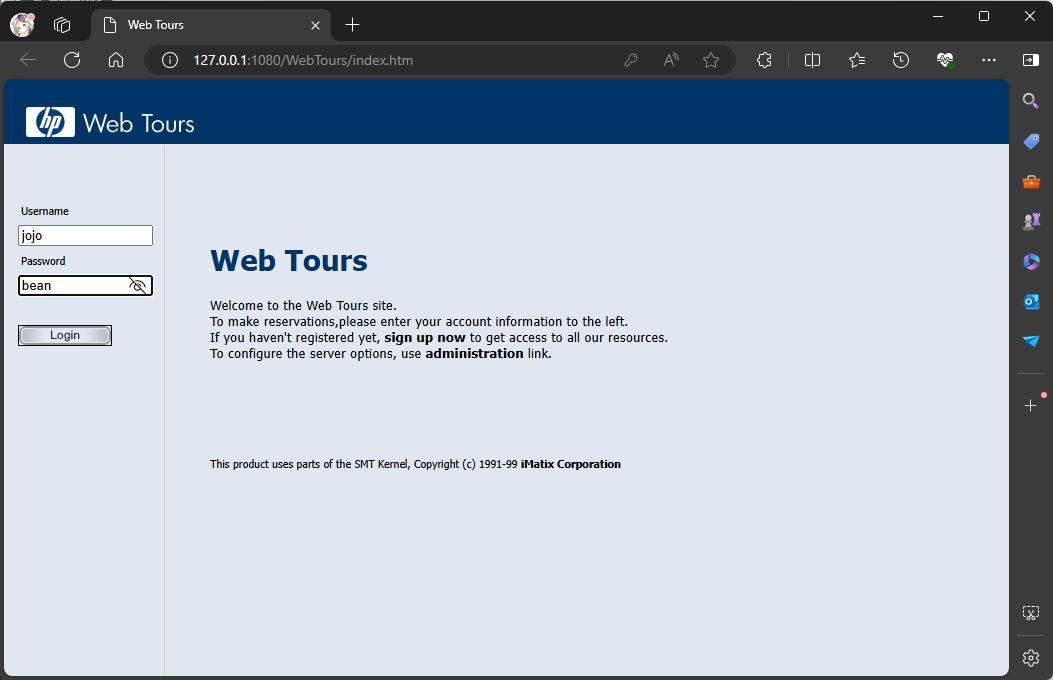 Web Tours
127.0.0.1:1080/WebTours/index.htm
hp Web Tours
Username
jojo
Password
bean
Login
Web Tours
Welcome to the Web Tours site.
To make reservations,please enter your account information to the left.
If you haven't registered yet, sign up now to get access to all our resources.
To configure the server options, use administration link.
This product uses parts of the SMT Kernel, Copyright (c) 1991-99 iMatix Corporation